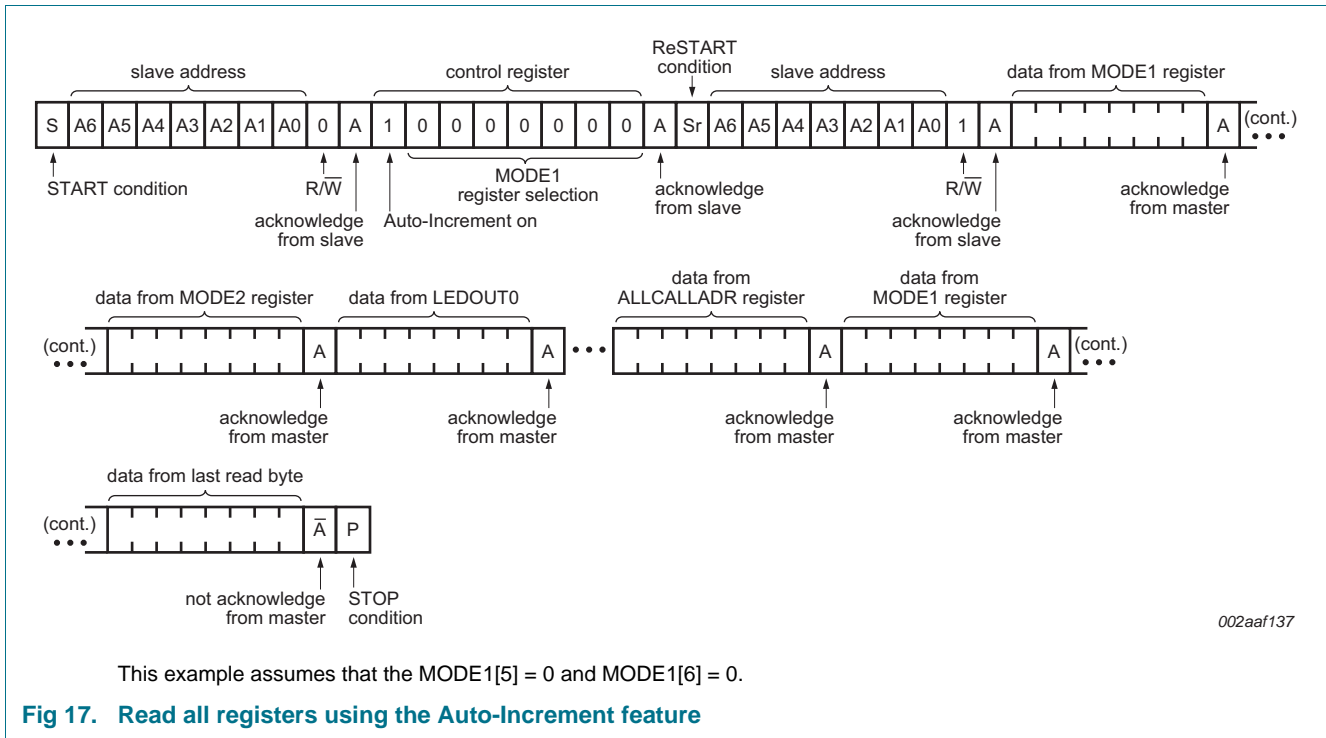 ReSTART
condition
slave address control register slave address data from MODE1 register
S A6 A5 A4 A3 A2 A1 A0 0 A 1 0 0 0 0 0 0 0 A Sr A6 A5 A4 A3 A2 A1 A0 1 A A (cont.)
START condition R/W̅ MODE1 register selection acknowledge from slave R/W̅ acknowledge from master
acknowledge from slave Auto-Increment on acknowledge from slave
data from MODE2 register data from LEDOUT0 data from ALLCALLADR register data from MODE1 register
(cont.) A A A A (cont.)
acknowledge from master acknowledge from master acknowledge from master acknowledge from master
data from last read byte
(cont.) A̅ P
not acknowledge from master STOP condition
002aaf137
This example assumes that the MODE1[5] = 0 and MODE1[6] = 0.
Fig 17. Read all registers using the Auto-Increment feature